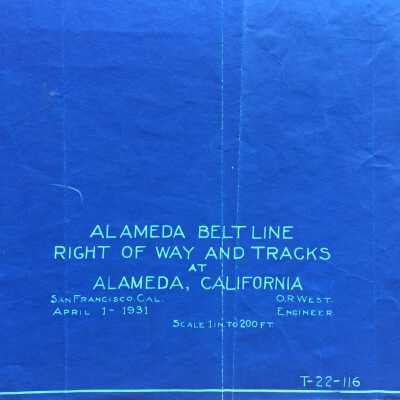 ALAMEDA BELT LINE
RIGHT OF WAY AND TRACKS
AT
ALAMEDA, CALIFORNIA
SAN FRANCISCO, CAL. O.R. WEST.
APRIL 1- 1931 ENGINEER
SCALE 1 IN TO 200 FT.
T-22-116